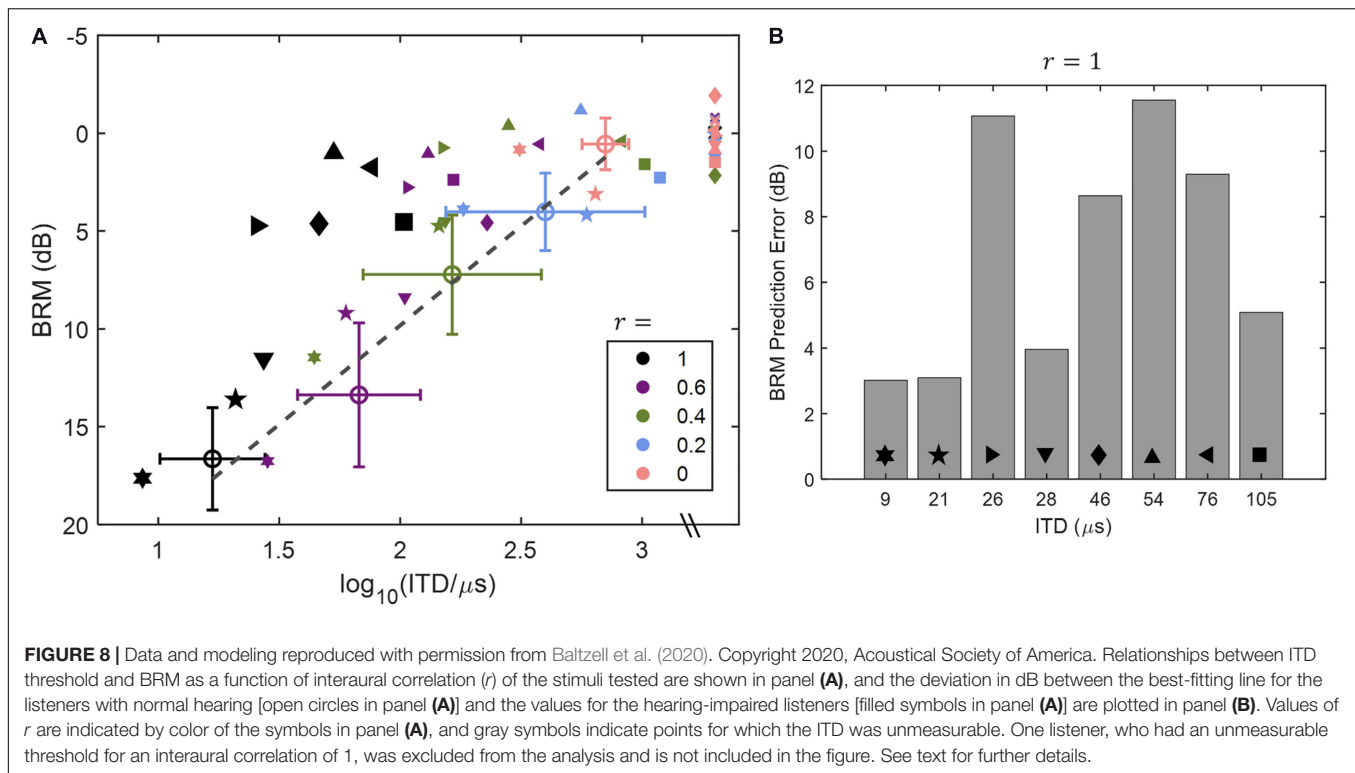 A
B
r = 1
-5
0
5
10
15
20
BRM (dB)
1
1.5
2
2.5
3
log10(ITD/μs)
r =
1
0.6
0.4
0.2
0
12
10
8
6
4
2
0
BRM Prediction Error (dB)
9 21 26 28 46 54 76 105
ITD (μs)
FIGURE 8 | Data and modeling reproduced with permission from Baltzell et al. (2020). Copyright 2020, Acoustical Society of America. Relationships between ITD
threshold and BRM as a function of interaural correlation (r) of the stimuli tested are shown in panel (A), and the deviation in dB between the best-fitting line for the
listeners with normal hearing [open circles in panel (A)] and the values for the hearing-impaired listeners [filled symbols in panel (A)] are plotted in panel (B). Values of
r are indicated by color of the symbols in panel (A), and gray symbols indicate points for which the ITD was unmeasurable. One listener, who had an unmeasurable
threshold for an interaural correlation of 1, was excluded from the analysis and is not included in the figure. See text for further details.